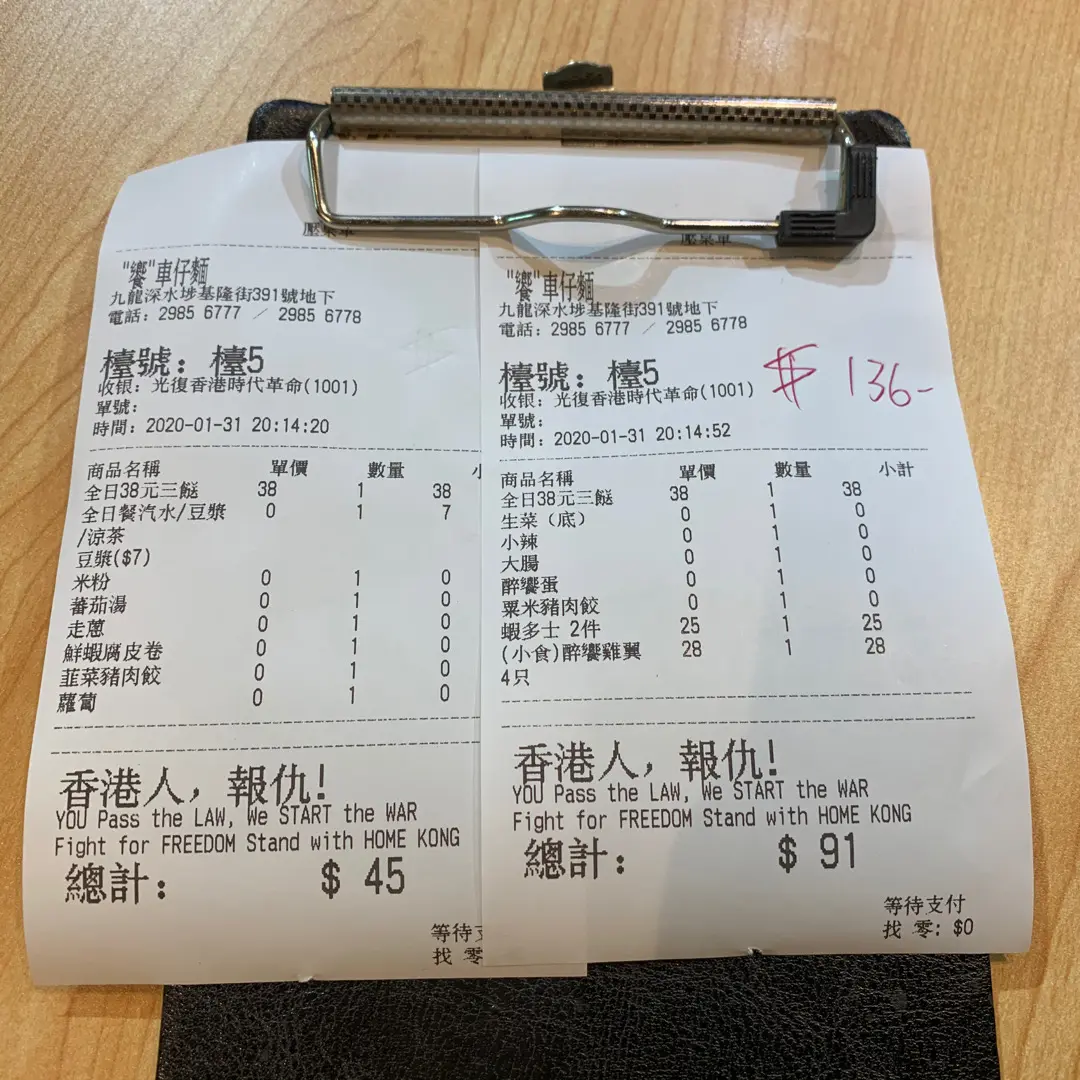 "饗"車仔麵
九龍深水埗基隆街391號地下
電話: 2985 6777 / 2985 6778
檯號: 檯5
收银: 光復香港時代革命(1001)
單號:
時間: 2020-01-31 20:14:20
商品名稱 單價 數量
全日38元三餸 38 1 38
全日餐汽水/豆漿 0 1 7
/涼茶
豆漿($7)
米粉 0 1 0
蕃茄湯 0 1 0
走蔥 0 1 0
鮮蝦腐皮卷 0 1 0
韮菜豬肉餃 0 1 0
蘿蔔 0 1 0
香港人, 報仇!
YOU Pass the LAW, We START the WAR
Fight for FREEDOM Stand with HOME KONG
總計: $ 45
等待
找 零
"饗"車仔麵
九龍深水埗基隆街391號地下
電話: 2985 6777 / 2985 6778
檯號: 檯5
$ 136-
收银: 光復香港時代革命(1001)
單號:
時間: 2020-01-31 20:14:52
商品名稱 單價 數量 小計
全日38元三餸 38 1 38
生菜（底） 0 1 0
小辣 0 1 0
大腸 0 1 0
醉饗蛋 0 1 0
粟米豬肉餃 0 1 0
蝦多士 2件 25 1 25
(小食)醉饗雞翼 28 1 28
4只
香港人, 報仇!
YOU Pass the LAW, We START the WAR
Fight for FREEDOM Stand with HOME KONG
總計: $ 91
等待支付
找 零: $0